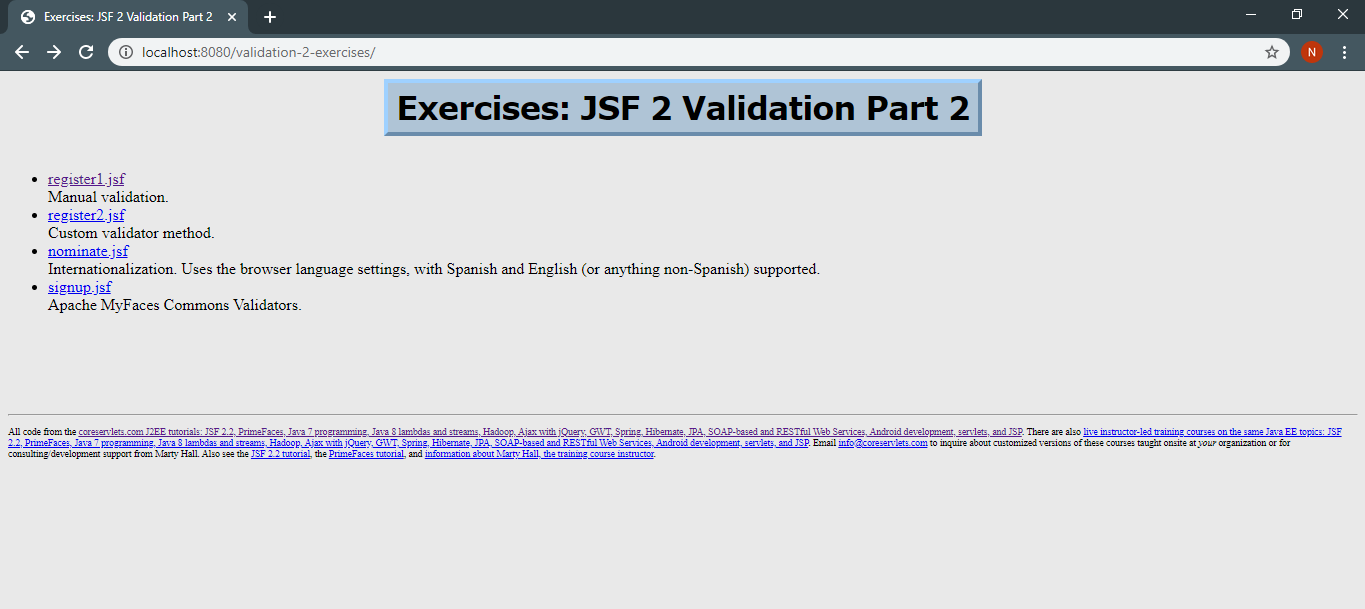 Exercises: JSF 2 Validation Part 2
localhost:8080/validation-2-exercises/
N
Exercises: JSF 2 Validation Part 2
register1.jsf
Manual validation.
register2.jsf
Custom validator method.
nominate.jsf
Internationalization. Uses the browser language settings, with Spanish and English (or anything non-Spanish) supported.
signup.jsf
Apache MyFaces Commons Validators.
All code from the coreservlets.com J2EE tutorials: JSF 2.2, PrimeFaces, Java 7 programming, Java 8 lambdas and streams, Hadoop, Ajax with jQuery, GWT, Spring, Hibernate, JPA, SOAP-based and RESTful Web Services, Android development, servlets, and JSP. There are also live instructor-led training courses on the same Java EE topics: JSF
2.2, PrimeFaces, Java 7 programming, Java 8 lambdas and streams, Hadoop, Ajax with jQuery, GWT, Spring, Hibernate, JPA, SOAP-based and RESTful Web Services, Android development, servlets, and JSP. Email info@coreservlets.com to inquire about customized versions of these courses taught onsite at your organization or for
consulting/development support from Marty Hall. Also see the JSF 2.2 tutorial, the PrimeFaces tutorial, and information about Marty Hall, the training course instructor.